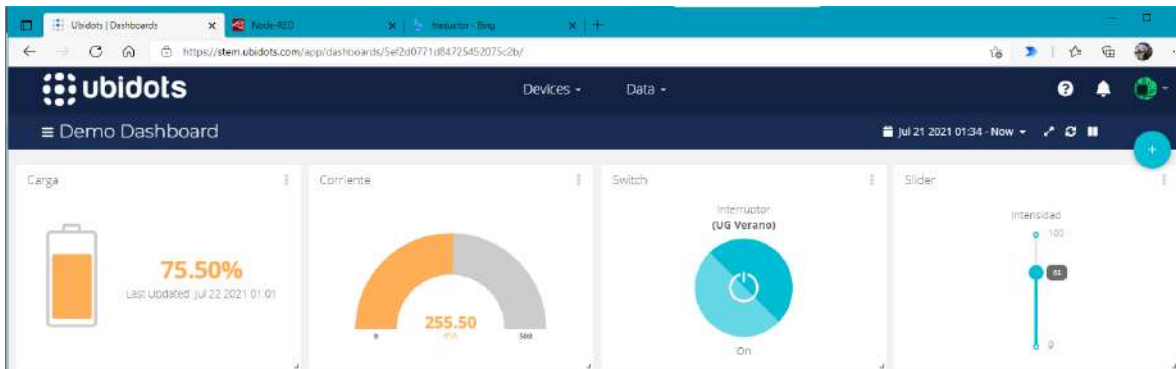 Ubidots | Dashboards
Node-RED
traductor - Bing
https://stem.ubidots.com/app/dashboards/5ef2d0771d84725452075c2b/
ubidots
Devices
Data
Demo Dashboard
Jul 21 2021 01:34 - Now
Carga
75.50%
Last Updated: Jul 22 2021 01:01
Corriente
255.50
mA
0
500
Switch
Interruptor
(UG Verano)
On
Slider
Intensidad
100
0